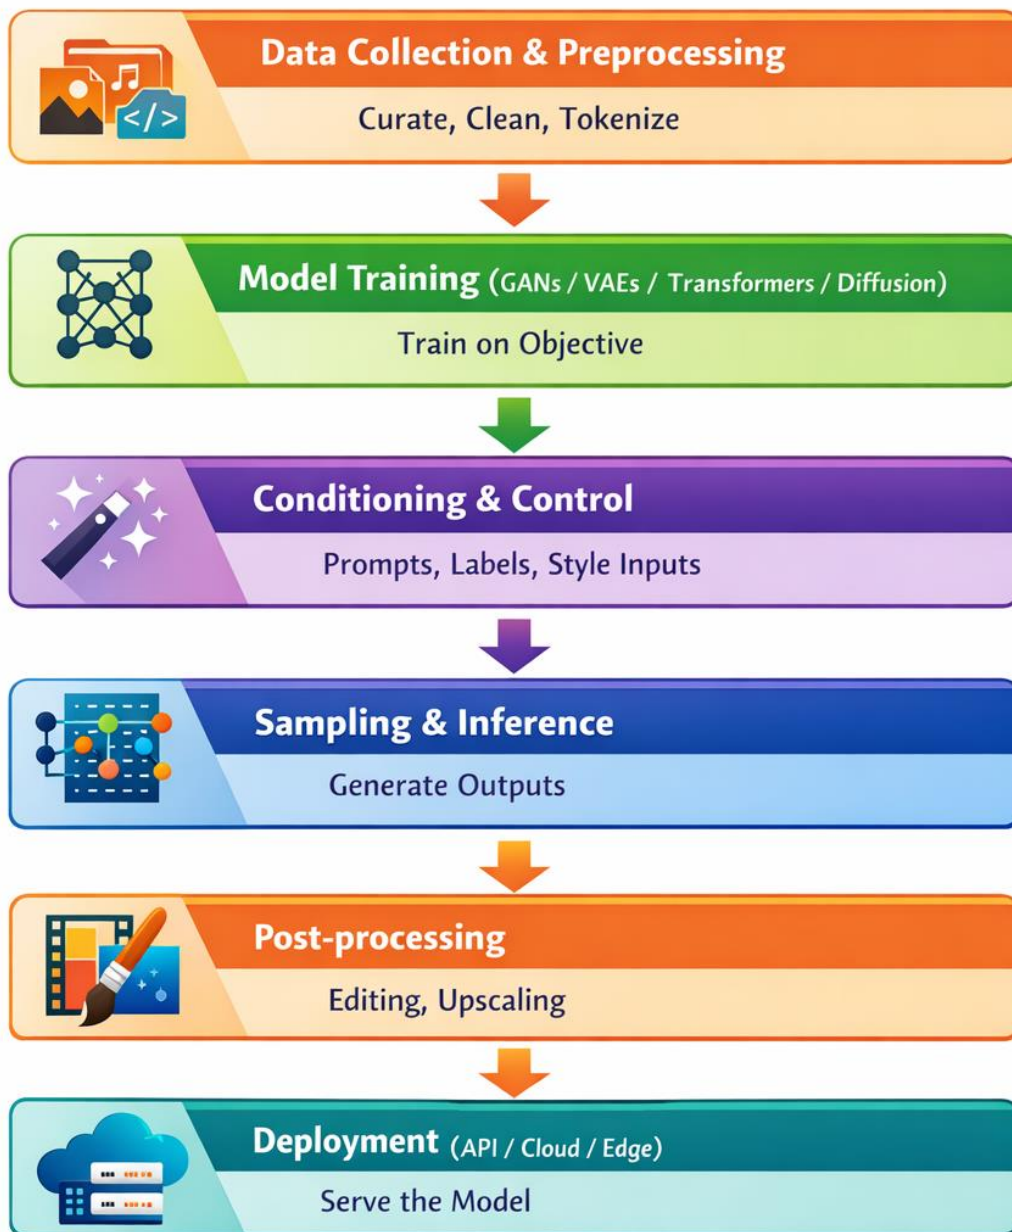 Data Collection & Preprocessing
</>
Curate, Clean, Tokenize
Model Training (GANs / VAEs / Transformers / Diffusion)
Train on Objective
Conditioning & Control
Prompts, Labels, Style Inputs
Sampling & Inference
Generate Outputs
Post-processing
Editing, Upscaling
Deployment (API / Cloud / Edge)
Serve the Model